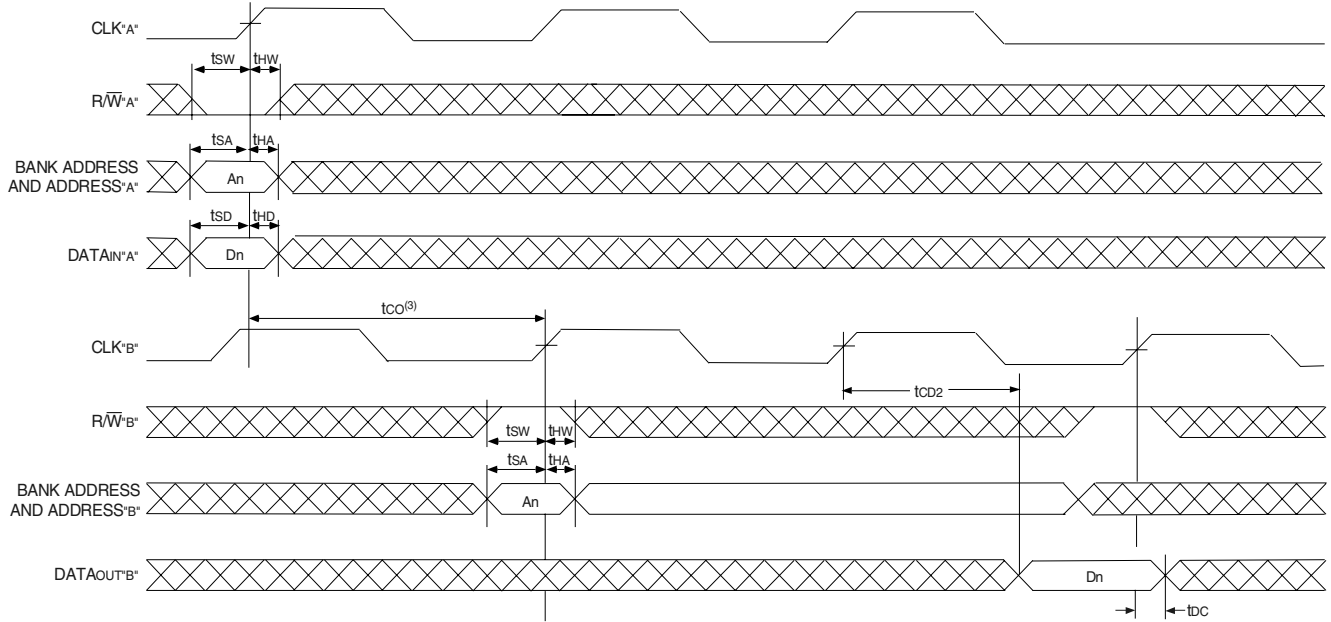 CLK"A"
tSW tHW
R/W̅"A"
tSA tHA
BANK ADDRESS
AND ADDRESS"A"
An
tSD tHD
DATAIN"A"
Dn
tCO(3)
CLK"B"
tCD2
R/W̅"B"
tSW tHW
tSA tHA
BANK ADDRESS
AND ADDRESS"B"
An
DATAOUT"B"
Dn
tDC